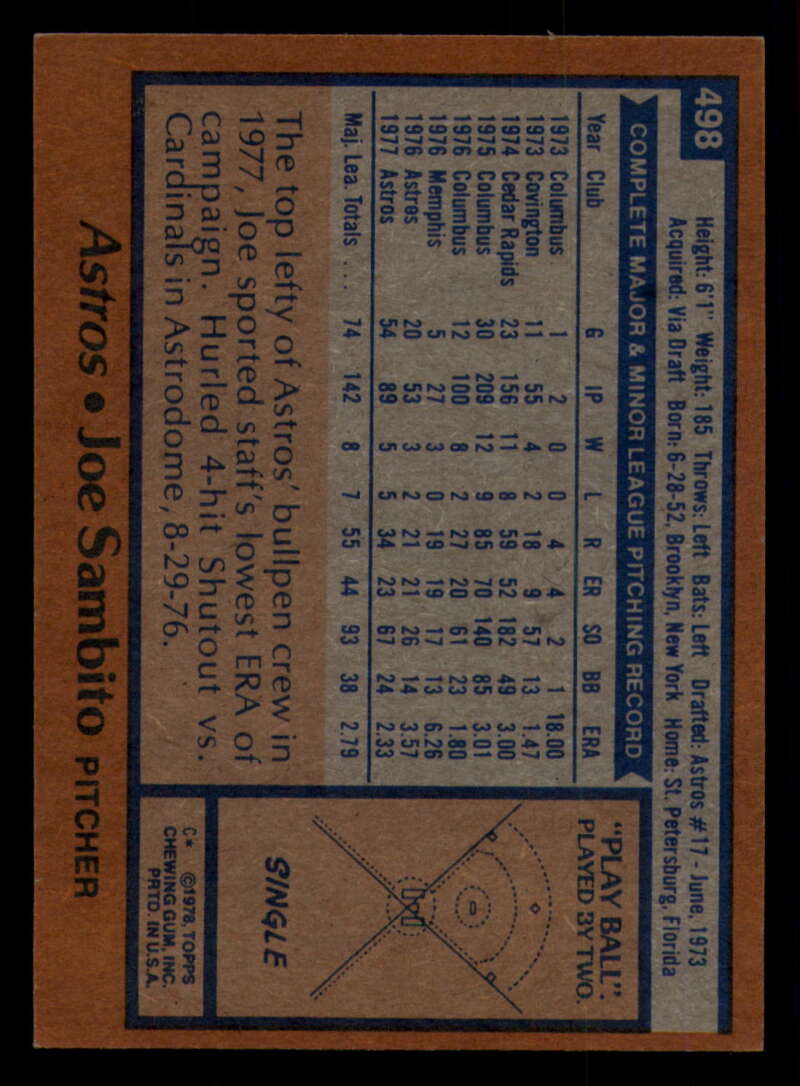 498
Height: 6'1" Weight: 185 Throws: Left Bats: Left Drafted: Astros #17 - June, 1973
Acquired: Via Draft Born: 6-28-52, Brooklyn, New York Home: St. Petersburg, Florida
COMPLETE MAJOR & MINOR LEAGUE PITCHING RECORD
Year Club G IP W L R ER SO BB ERA
1973 Columbus 1 2 0 0 4 4 2 1 18.00
1973 Covington 11 55 4 2 18 9 57 13 1.47
1974 Cedar Rapids 23 156 11 8 59 52 182 49 3.00
1975 Columbus 30 209 12 9 85 70 140 85 3.01
1976 Columbus 12 100 8 2 27 20 61 23 1.80
1976 Memphis 5 27 3 0 19 19 17 13 6.26
1976 Astros 20 53 3 2 21 21 26 14 3.57
1977 Astros 54 89 5 5 34 23 67 24 2.33
Maj. Lea. Totals ... 74 142 8 7 55 44 93 38 2.79
The top lefty of Astros' bullpen crew in
1977, Joe sported staff's lowest ERA of
campaign. Hurled 4-hit Shutout vs.
Cardinals in Astrodome, 8-29-76.
"PLAY BALL"
PLAYED BY TWO.
SINGLE
C* ©1978, TOPPS
CHEWING GUM, INC.
PRTD. IN U.S.A.
Astros • Joe Sambito PITCHER